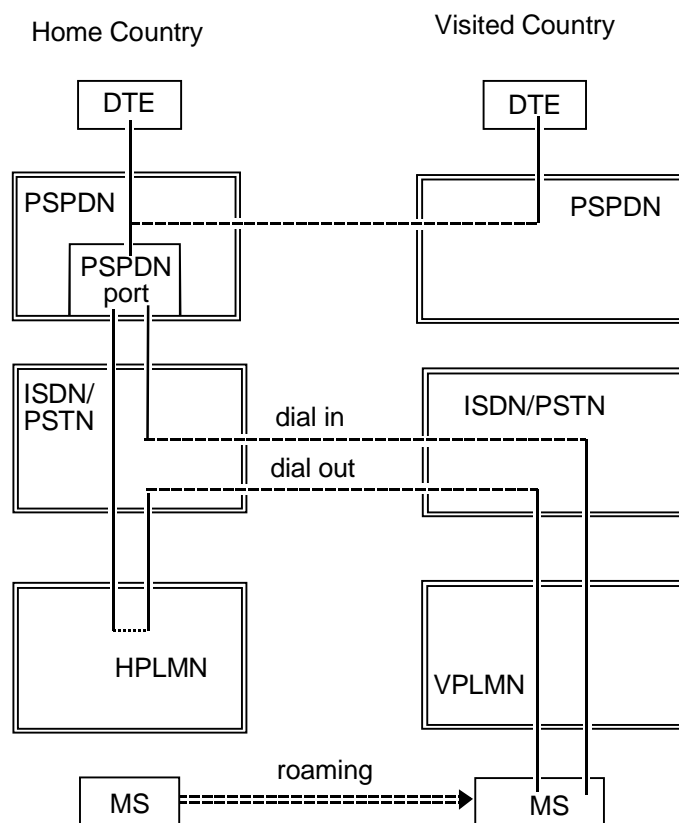 Home Country
Visited Country
DTE
DTE
PSPDN
PSPDN
PSPDN
port
ISDN/
PSTN
ISDN/PSTN
dial in
dial out
HPLMN
VPLMN
roaming
MS
MS